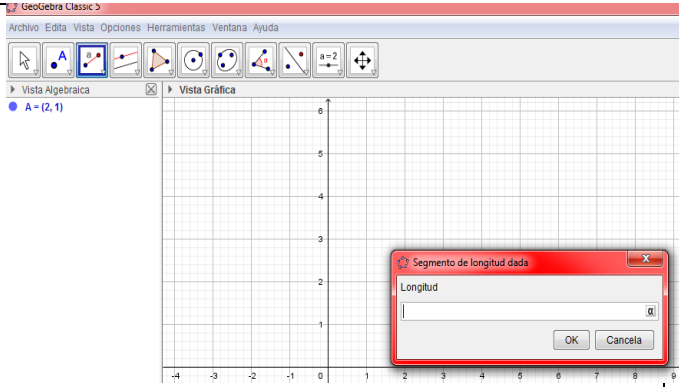 GeoGebra Classic 5
Archivo Edita Vista Opciones Herramientas Ventana Ayuda
A
a
α
a=2
Vista Algebraica
Vista Gráfica
A = (2, 1)
6
5
4
3
2
1
Segmento de longitud dada
X
Longitud
α
OK Cancela
-4 -3 -2 -1 0 1 2 3 4 5 6 7 8 9